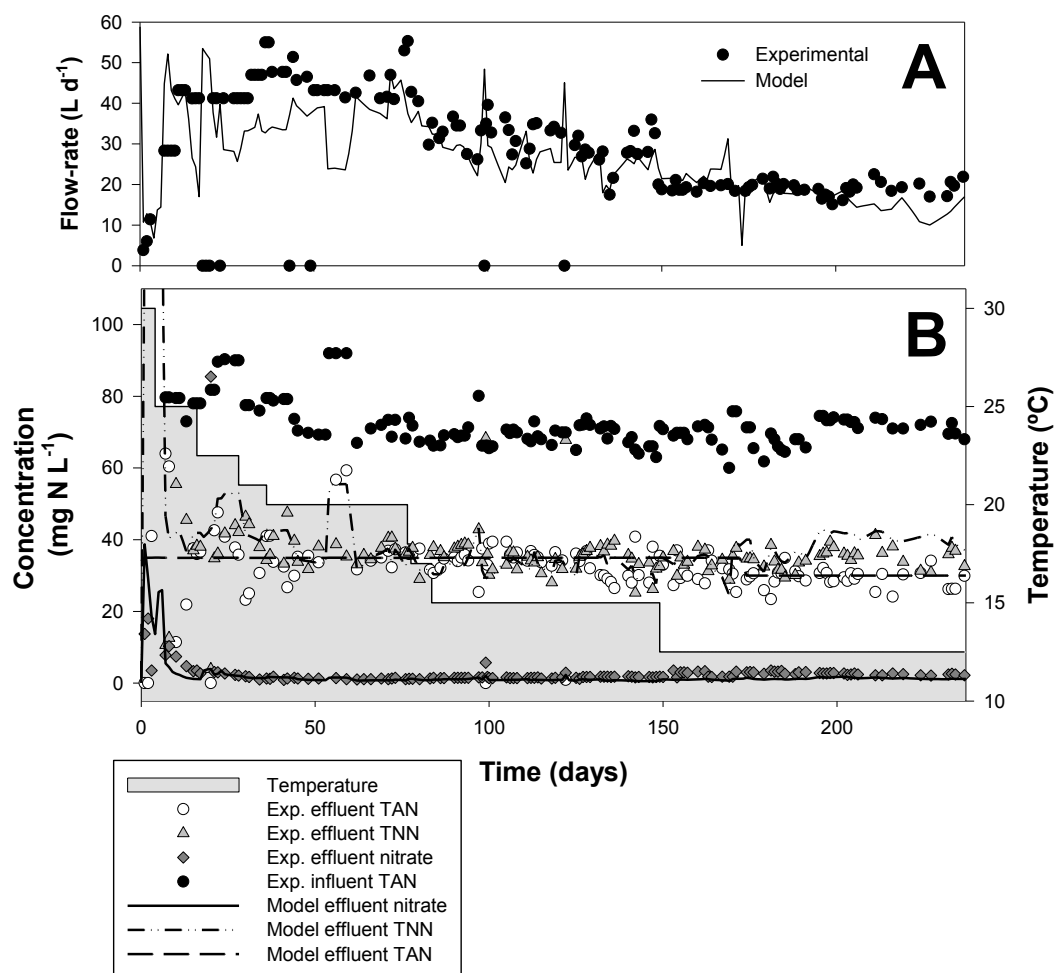 A
Flow-rate (L d⁻¹)
60
50
40
30
20
10
0
Experimental
Model
B
Concentration
(mg N L⁻¹)
100
80
60
40
20
0
Temperature (ºC)
30
25
20
15
10
0
50
100
150
200
Time (days)
Temperature
Exp. effluent TAN
Exp. effluent TNN
Exp. effluent nitrate
Exp. influent TAN
Model effluent nitrate
Model effluent TNN
Model effluent TAN